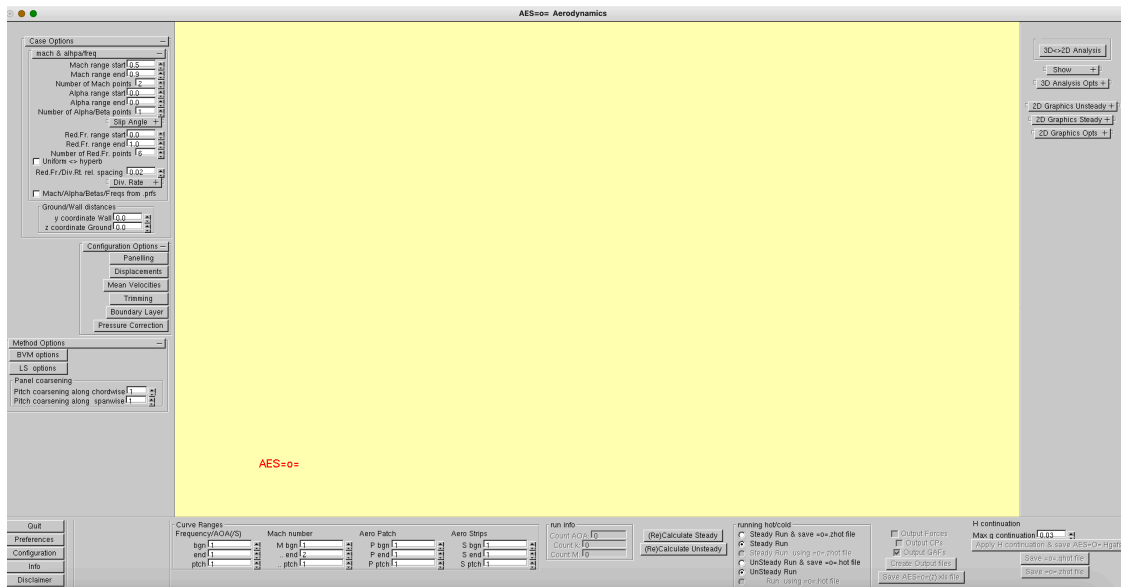 AES=o= Aerodynamics
Case Options −
mach & alhpa/freq −
Mach range start 0.5
Mach range end 0.9
Number of Mach points 2
Alpha range start 0.0
Alpha range end 0.0
Number of Alpha/Beta points 1
Slip Angle +
Red.Fr. range start 0.0
Red.Fr. range end 1.0
Number of Red.Fr. points 6
Uniform <> hyperb
Red.Fr./Div.Rt. rel. spacing 0.02
Div. Rate +
Mach/Alpha/Betas/Freqs from .prfs
Ground/Wall distances
y coordinate Wall 0.0
z coordinate Ground 0.0
Configuration Options −
Panelling
Displacements
Mean Velocities
Trimming
Boundary Layer
Pressure Correction
Method Options −
BVM options
LS options
Panel coarsening
Pitch coarsening along chordwise 1
Pitch coarsening along spanwise 1
AES=o=
3D<>2D Analysis
Show +
3D Analysis Opts +
2D Graphics Unsteady +
2D Graphics Steady +
2D Graphics Opts +
Quit
Preferences
Configuration
Info
Disclaimer
Curve Ranges
Frequency/AOA(/S) Mach number Aero Patch Aero Strips
bgn 1 M bgn 1 P bgn 1 S bgn 1
end 1 .. end 2 P end 1 S end 1
ptch 1 .. ptch 1 P ptch 1 S ptch 1
run info
Count AOA 0
Count k 0
Count M 0
(Re)Calculate Steady
(Re)Calculate Unsteady
running hot/cold
Steady Run & save =o=.zhot file
Steady Run
Steady Run using =o=.zhot file
UnSteady Run & save =o=.hot file
UnSteady Run
Run using =o=.hot file
Output Forces
Output CPs
Output GAFs
Create Output files
Save AES=o=(z).xls file
H continuation
Max g continuation 0.03
Apply H continuation & save AES=O=.Hgafs
Save =o=.qhot file
Save =o=.zhot file